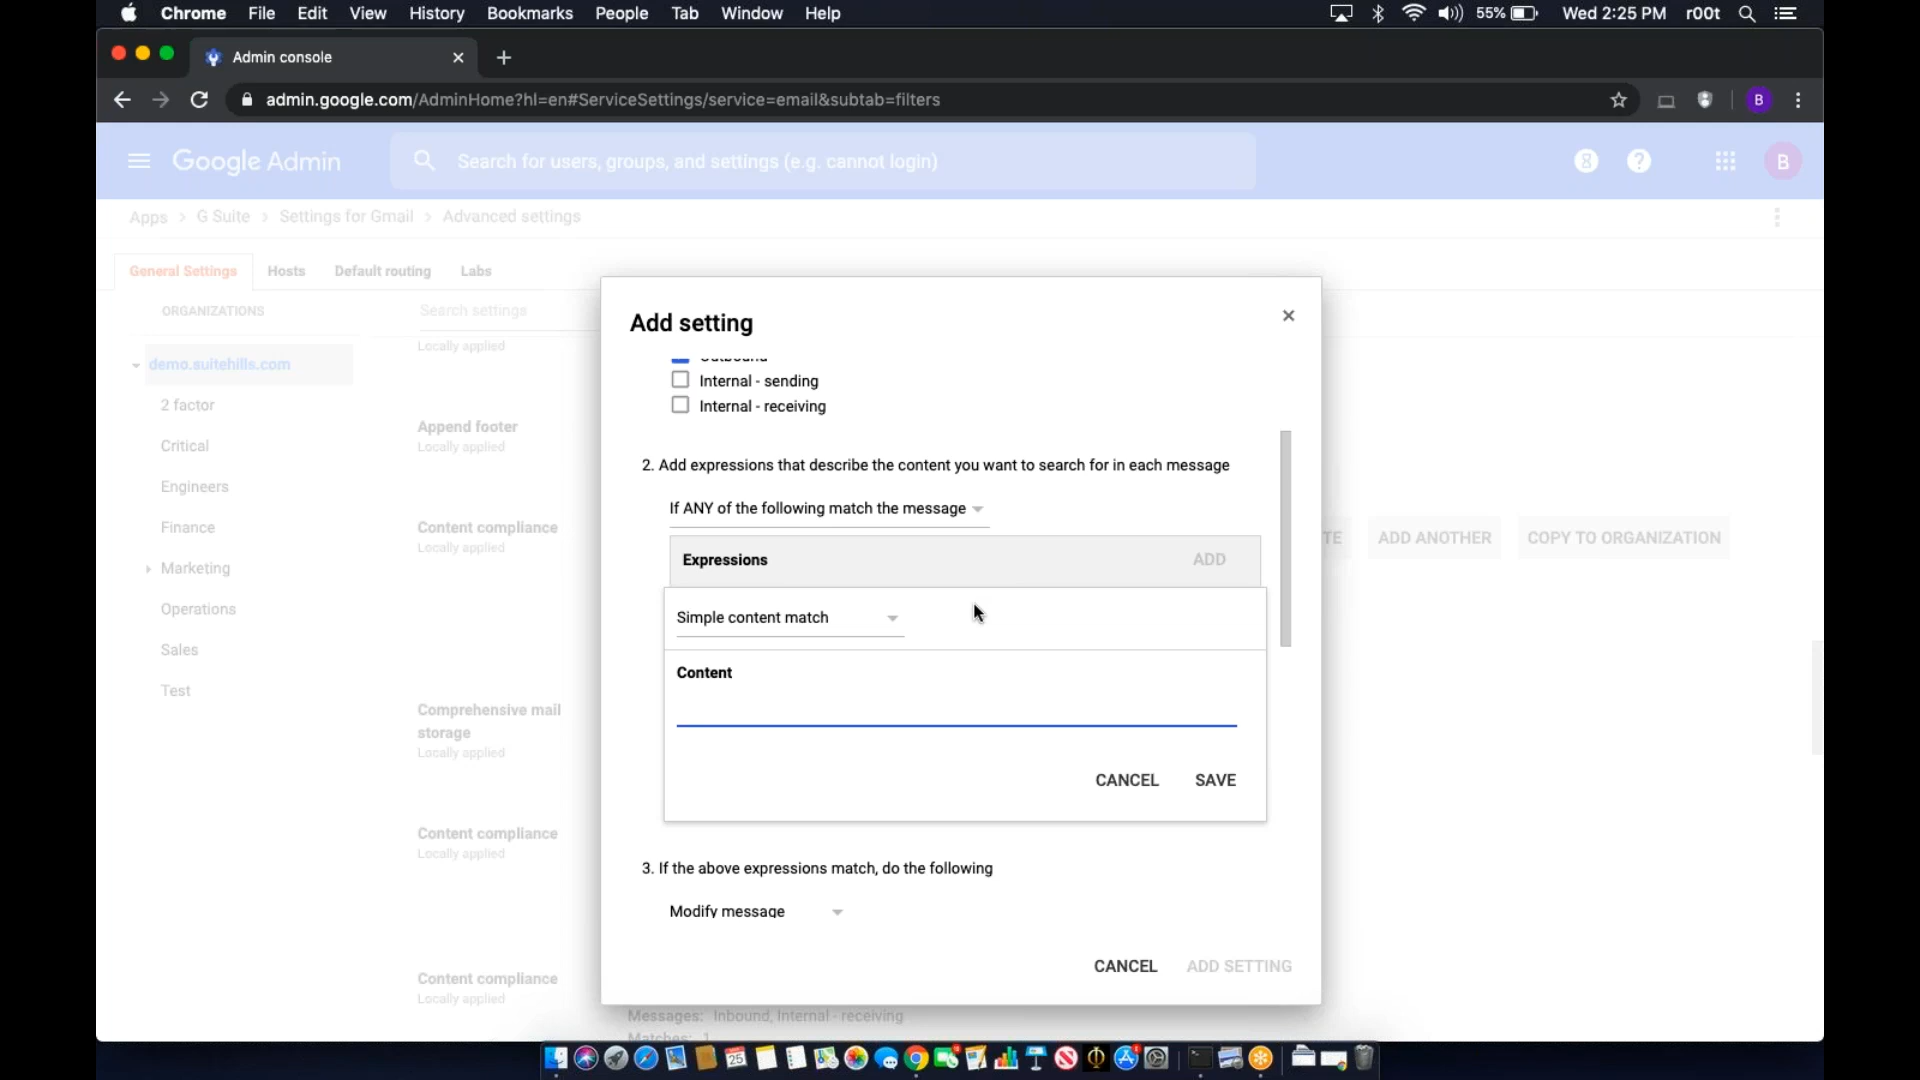 Chrome File Edit View History Bookmarks People Tab Window Help 55% Wed 2:25 PM r00t
Admin console
admin.google.com/AdminHome?hl=en#ServiceSettings/service=email&subtab=filters B
Google Admin Search for users, groups, and settings (e.g. cannot login) 8 ? B
Apps > G Suite > Settings for Gmail > Advanced settings
General Settings Hosts Default routing Labs
ORGANIZATIONS
Search settings
Locally applied
demo.suitehills.com
2 factor
Critical
Engineers
Finance
Marketing
Operations
Sales
Test
Append footer
Locally applied
Content compliance
Locally applied
Comprehensive mail
storage
Locally applied
Content compliance
Locally applied
Content compliance
Locally applied
Add setting
×
Outbound
Internal - sending
Internal - receiving
2. Add expressions that describe the content you want to search for in each message
If ANY of the following match the message
Expressions ADD
Simple content match
Content
CANCEL SAVE
3. If the above expressions match, do the following
Modify message
CANCEL ADD SETTING
TE ADD ANOTHER COPY TO ORGANIZATION
Messages: Inbound, Internal - receiving
Matches: 1
25